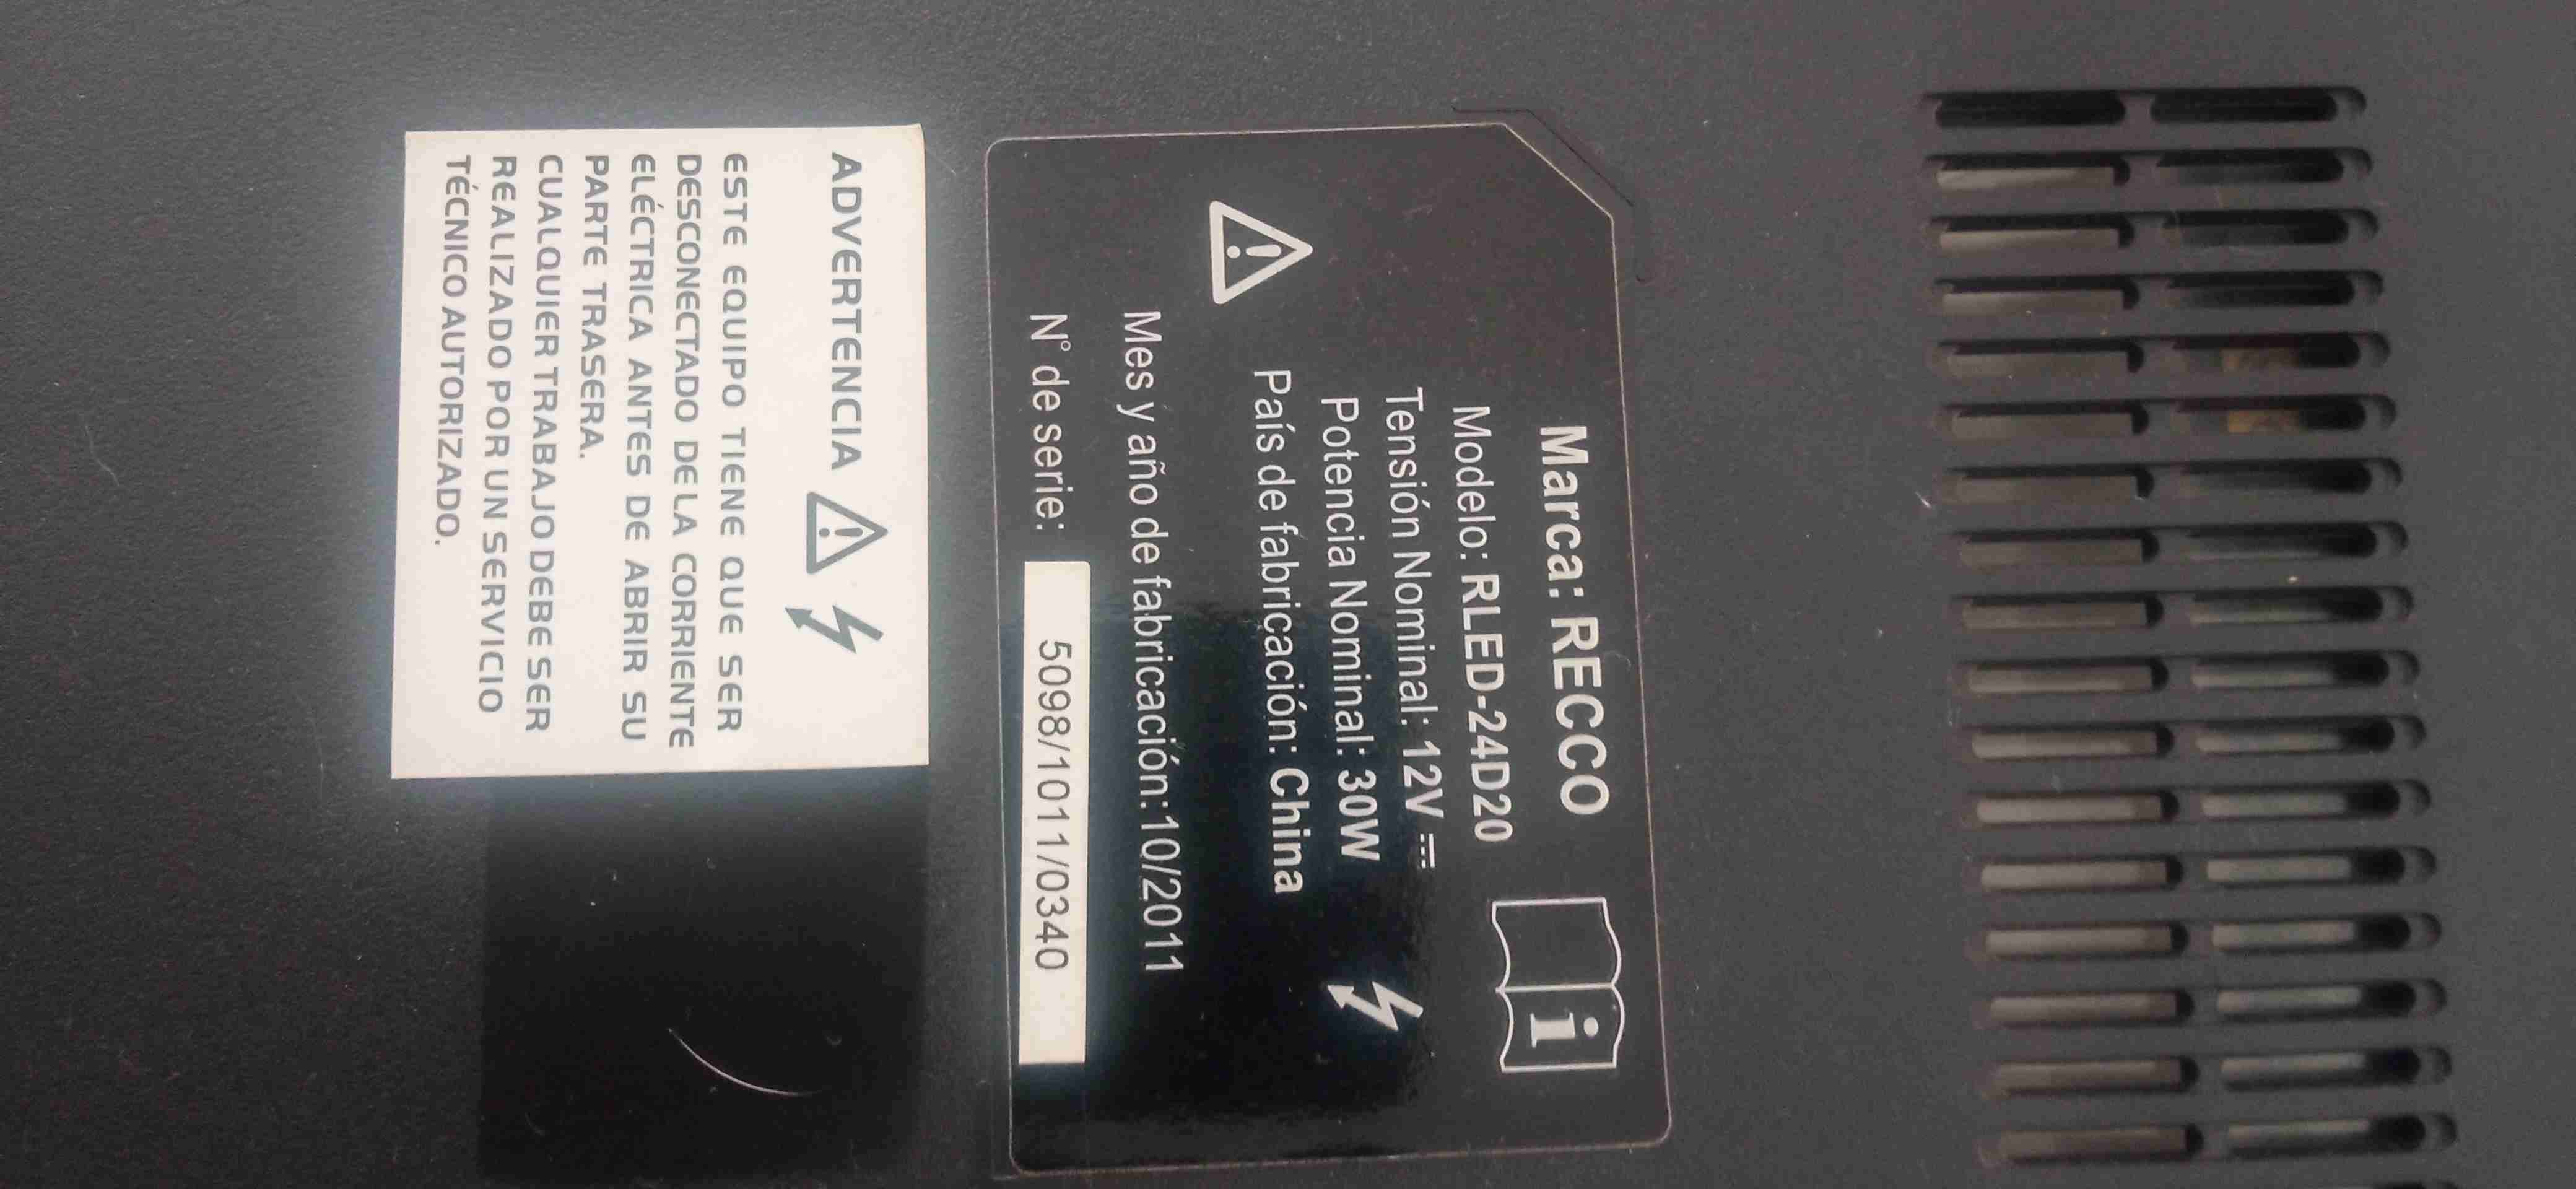 Marca: RECCO
Modelo: RLED-24D20
Tensión Nominal: 12V ⎓
Potencia Nominal: 30W
País de fabricación: China
Mes y año de fabricación:10/2011
N° de serie: 5098/1011/0340
i
ADVERTENCIA
ESTE EQUIPO TIENE QUE SER
DESCONECTADO DE LA CORRIENTE
ELÉCTRICA ANTES DE ABRIR SU
PARTE TRASERA.
CUALQUIER TRABAJO DEBE SER
REALIZADO POR UN SERVICIO
TÉCNICO AUTORIZADO.